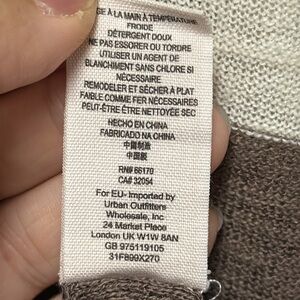 GE À LA MAIN À TEMPÉRATURE
FROIDE
DÉTERGENT DOUX
NE PAS ESSORER OU TORDRE
UTILISER UN AGENT DE
BLANCHIMENT SANS CHLORE SI
NÉCESSAIRE
REMODELER ET SÉCHER À PLAT
FAIBLE COMME FER NÉCESSAIRES
PEUT-ÊTRE ÊTRE NETTOYÉE SEC
HECHO EN CHINA
FABRICADO NA CHINA
中國制造
中国製
RN# 66170
CA# 32054
For EU- Imported by
Urban Outfitters
Wholesale, Inc
24 Market Place
London UK W1W 8AN
GB 975119105
31F899X270